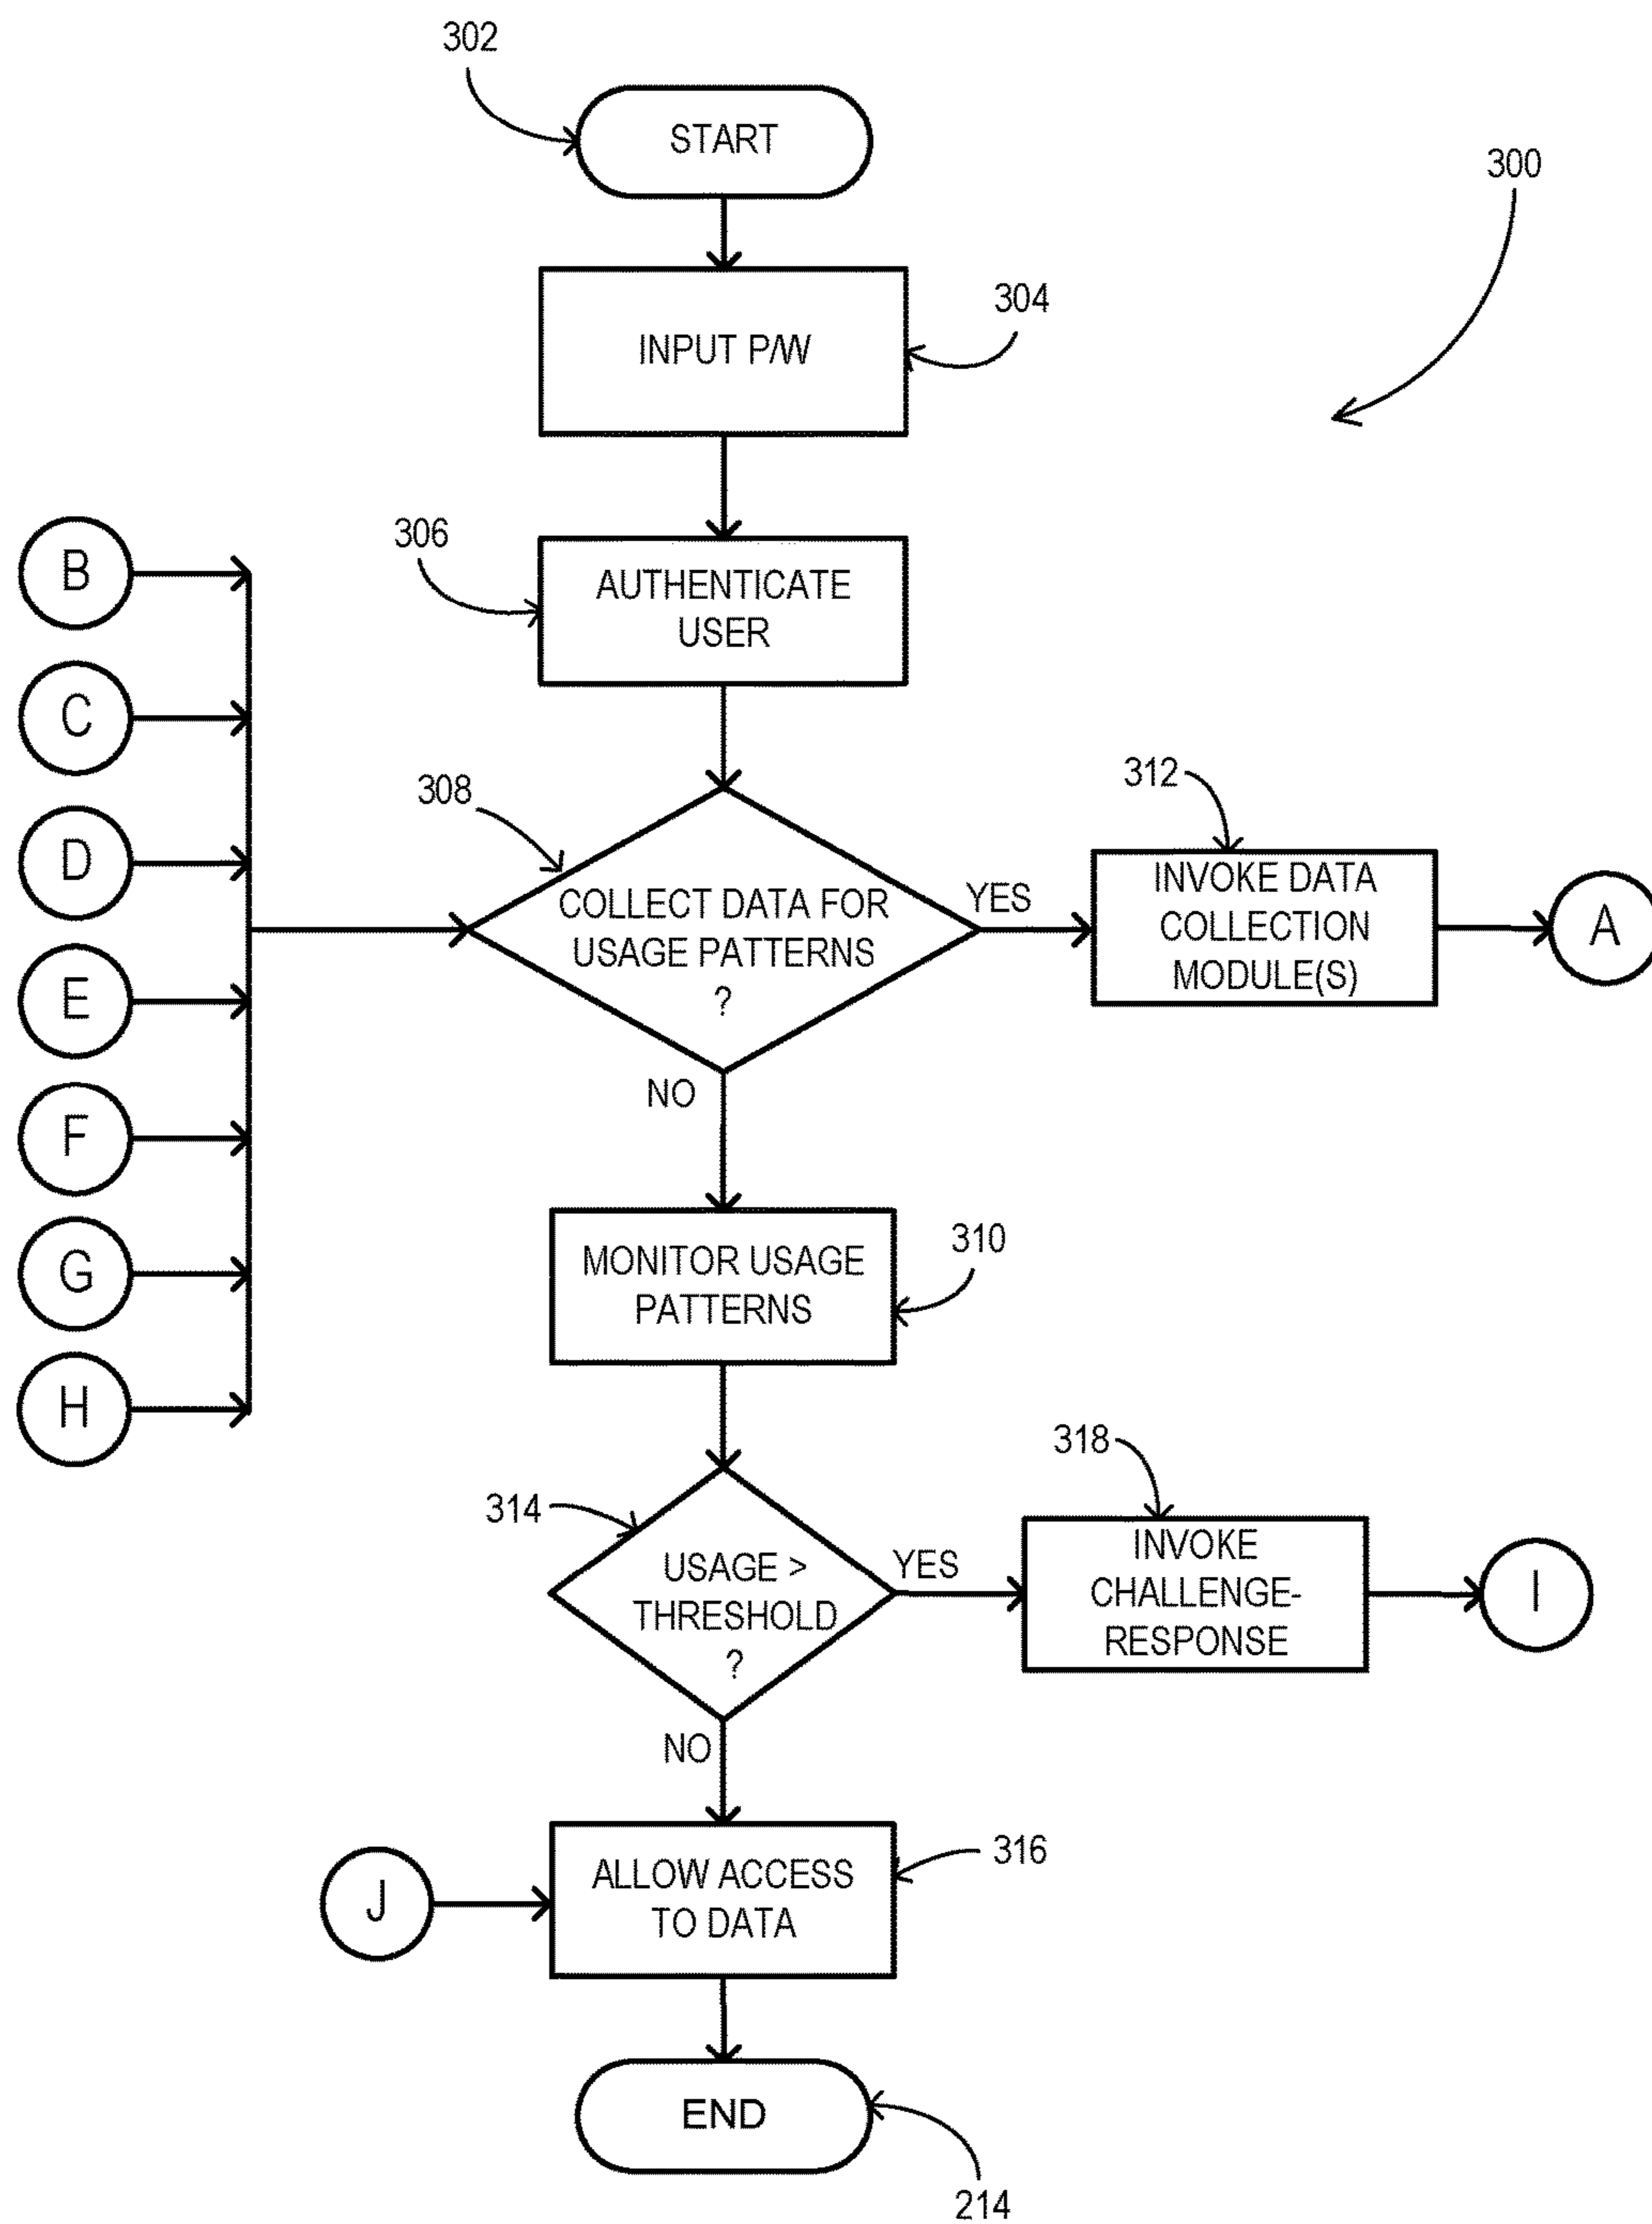 302
START
300
304
INPUT P/W
306
AUTHENTICATE
USER
B
C
D
E
F
G
H
308
COLLECT DATA FOR
USAGE PATTERNS
?
YES
312
INVOKE DATA
COLLECTION
MODULE(S)
A
NO
MONITOR USAGE
PATTERNS
310
314
USAGE >
THRESHOLD
?
YES
318
INVOKE
CHALLENGE-
RESPONSE
I
NO
J
ALLOW ACCESS
TO DATA
316
END
214